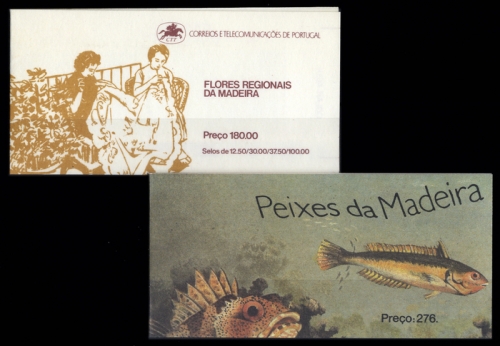 CTT
CORREIOS E TELECOMUNICAÇÕES DE PORTUGAL
FLORES REGIONAIS
DA MADEIRA
Preço 180.00
Selos de 12.50/30.00/37.50/100.00
Peixes da Madeira
Preço: 276.